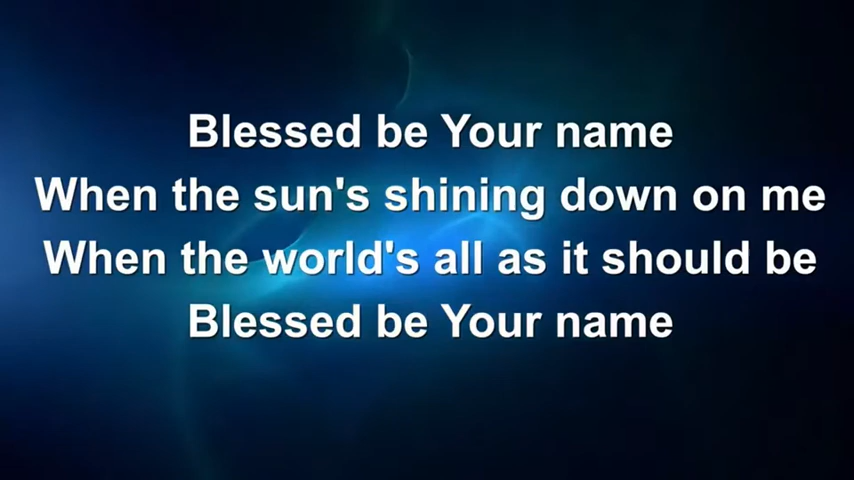 Blessed be Your name
When the sun's shining down on me
When the world's all as it should be
Blessed be Your name